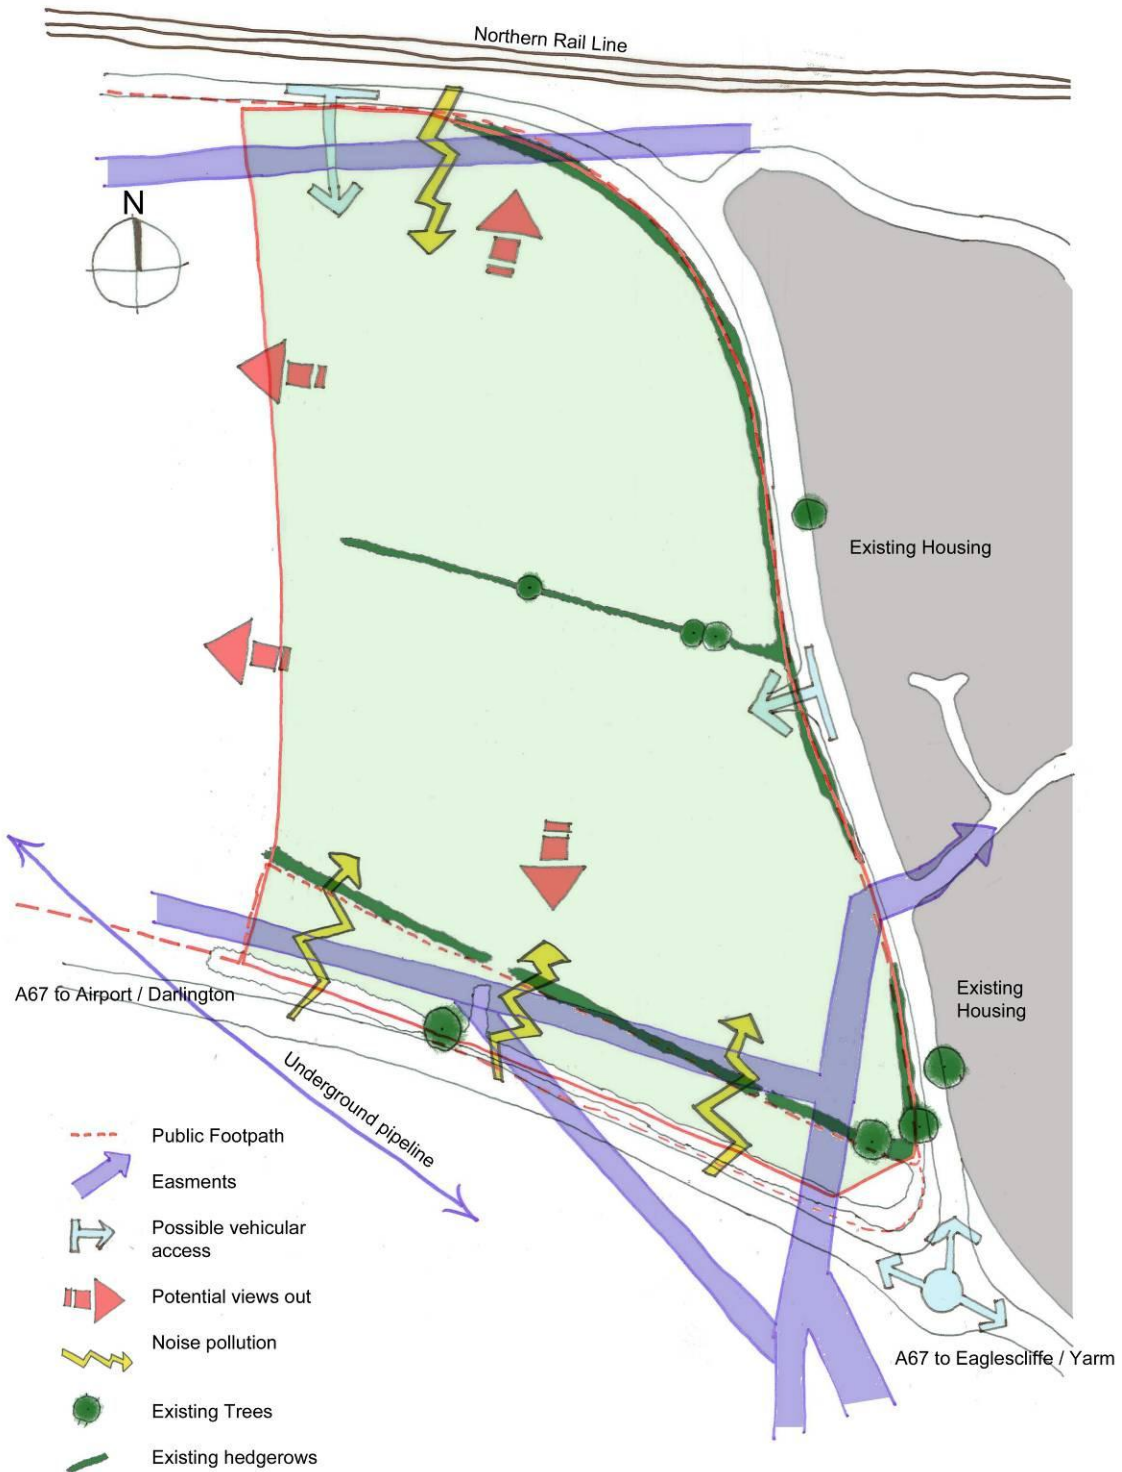 Northern Rail Line
N
Existing Housing
Existing
Housing
A67 to Airport / Darlington
Underground pipeline
Public Footpath
Easments
Possible vehicular
access
Potential views out
Noise pollution
Existing Trees
Existing hedgerows
A67 to Eaglescliffe / Yarm